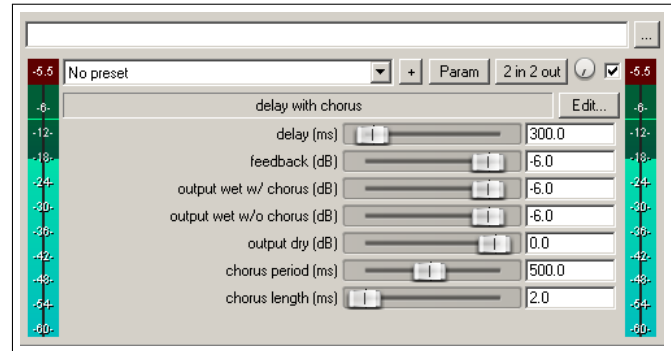 ...
-5.5 No preset + Param 2 in 2 out -5.5
delay with chorus Edit...
delay (ms) 300.0
feedback (dB) -6.0
output wet w/ chorus (dB) -6.0
output wet w/o chorus (dB) -6.0
output dry (dB) 0.0
chorus period (ms) 500.0
chorus length (ms) 2.0
-6-
-12-
-18-
-24-
-30-
-36-
-42-
-48-
-54-
-60-
-6-
-12-
-18-
-24-
-30-
-36-
-42-
-48-
-54-
-60-